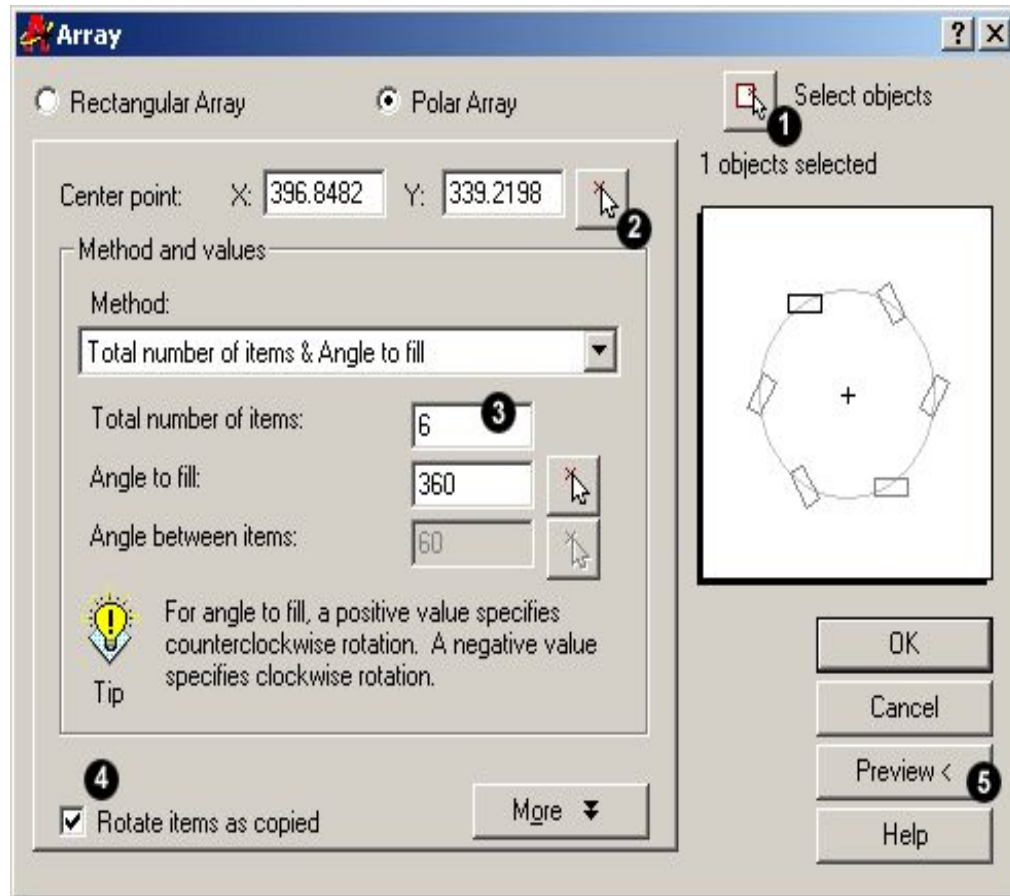 Array
Rectangular Array Polar Array Select objects
1
1 objects selected
Center point: X: 396.8482 Y: 339.2198
2
Method and values
Method:
Total number of items & Angle to fill
Total number of items: 6 3
Angle to fill: 360
Angle between items: 60
For angle to fill, a positive value specifies
counterclockwise rotation. A negative value
specifies clockwise rotation.
Tip
OK
Cancel
Preview < 5
Help
4
Rotate items as copied More